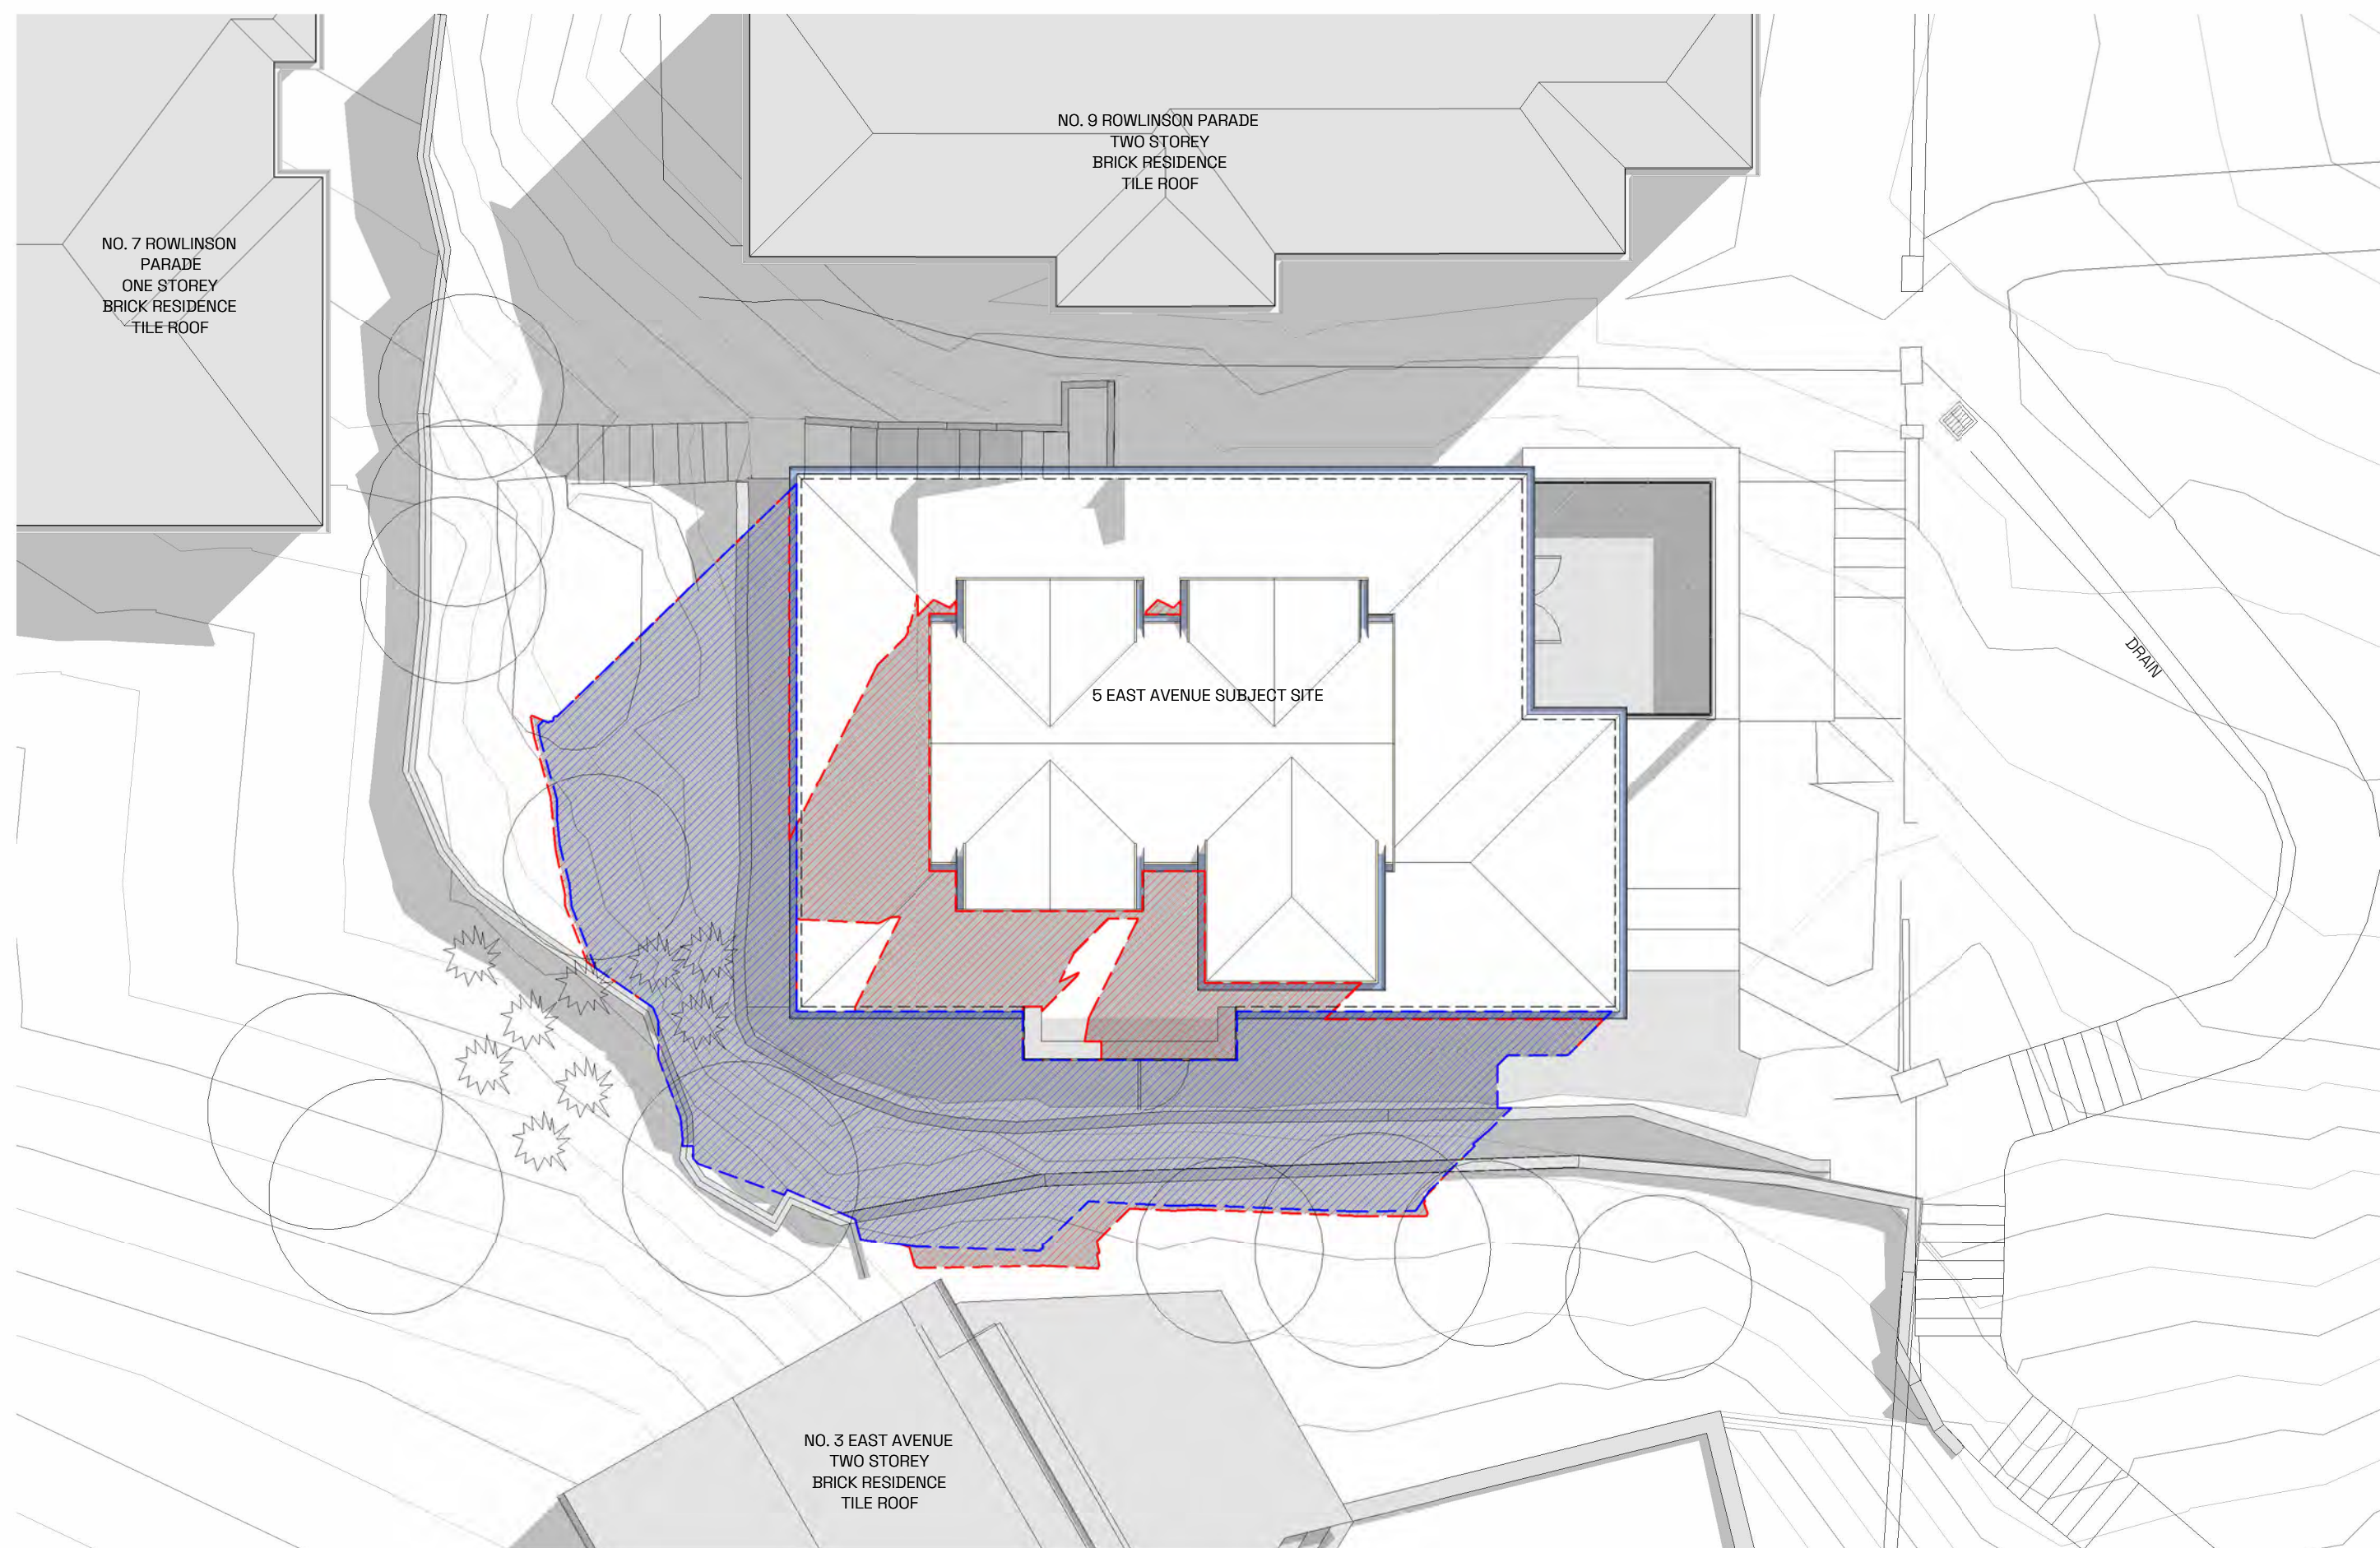 NO. 9 ROWLINSON PARADE
TWO STOREY
BRICK RESIDENCE
TILE ROOF
NO. 7 ROWLINSON
PARADE
ONE STOREY
BRICK RESIDENCE
TILE ROOF
DRAIN
5 EAST AVENUE SUBJECT SITE
NO. 3 EAST AVENUE
TWO STOREY
BRICK RESIDENCE
TILE ROOF